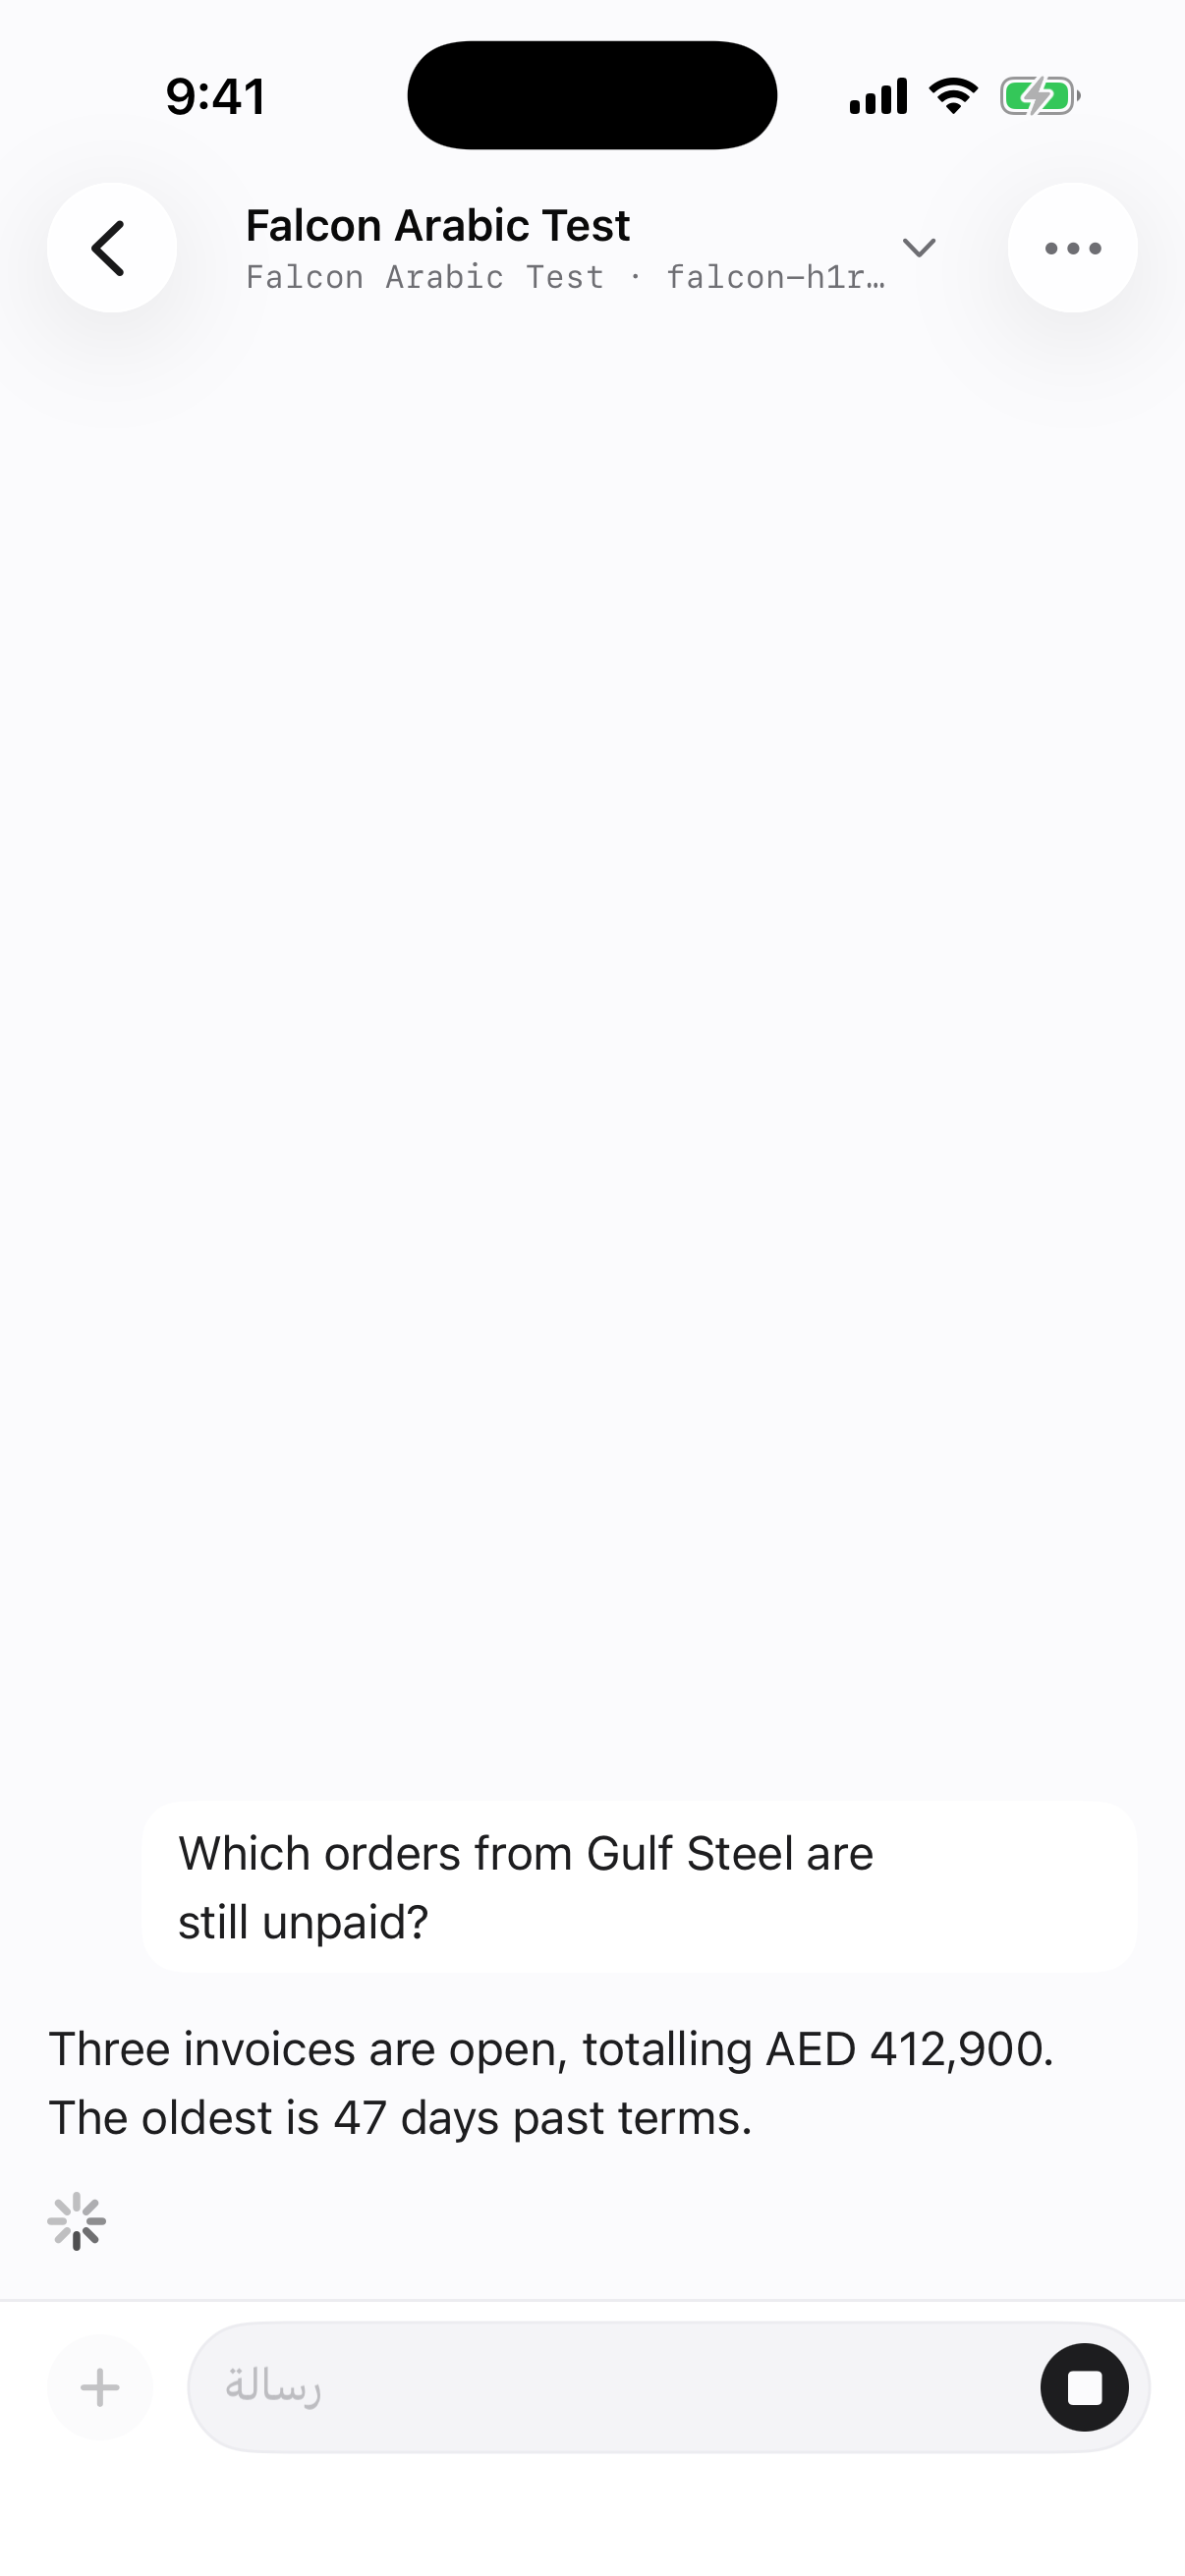 9:41
Falcon Arabic Test
Falcon Arabic Test · falcon-h1r…
Which orders from Gulf Steel are
still unpaid?
Three invoices are open, totalling AED 412,900.
The oldest is 47 days past terms.
رسالة